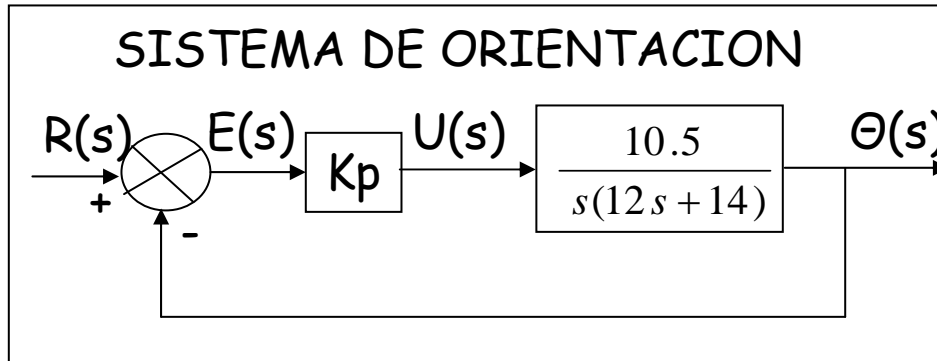 SISTEMA DE ORIENTACION
R(s) E(s) U(s) Θ(s)
+ - Kp
10.5
s(12s+14)